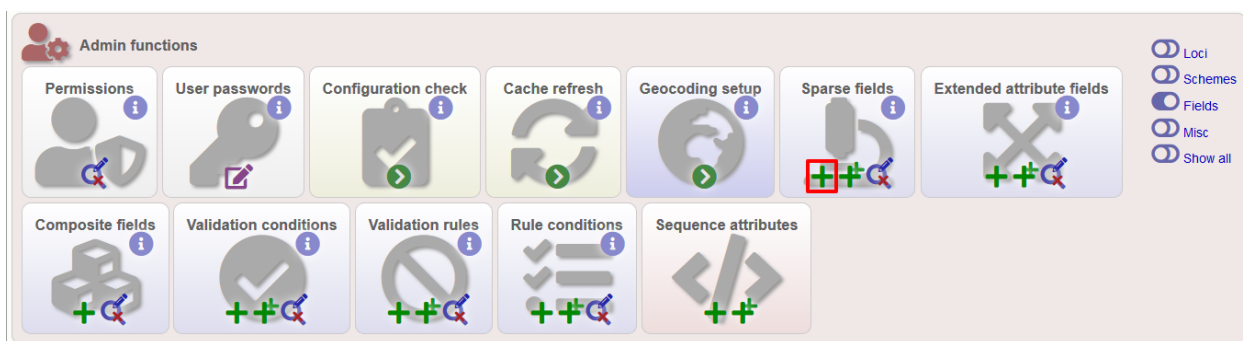 Admin functions
Loci
Schemes
Fields
Misc
Show all
Permissions
User passwords
Configuration check
Cache refresh
Geocoding setup
Sparse fields
Extended attribute fields
Composite fields
Validation conditions
Validation rules
Rule conditions
Sequence attributes